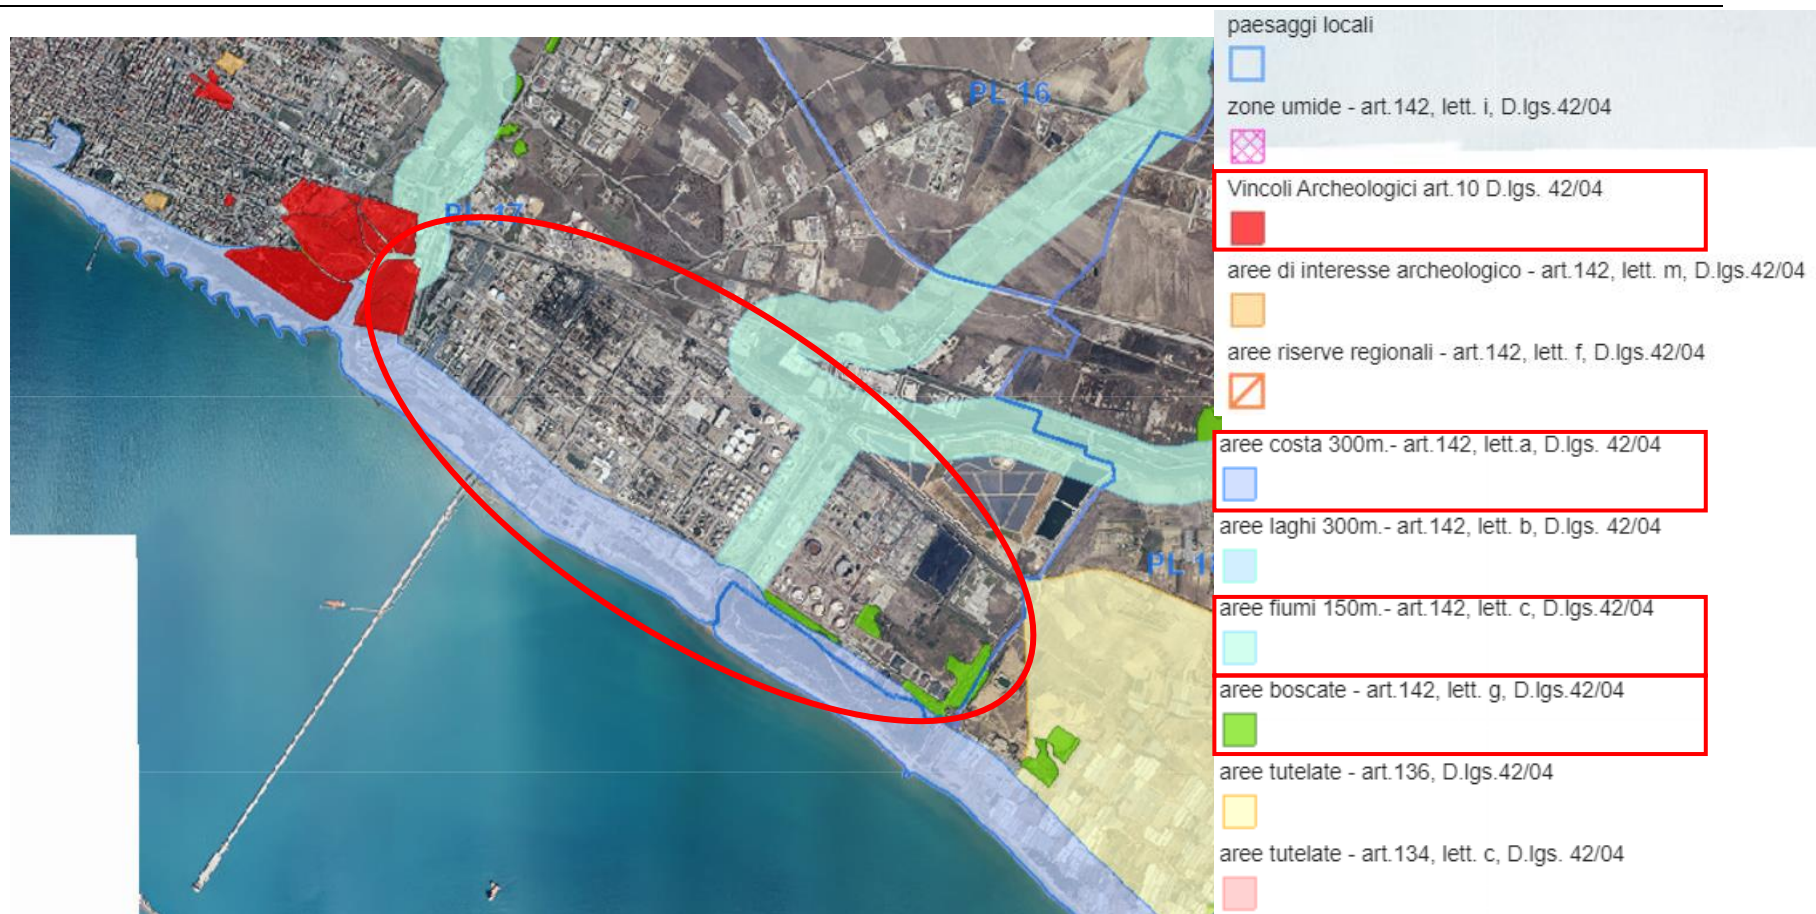 PL 16
PL 17
PL 1
paesaggi locali
zone umide - art.142, lett. i, D.lgs.42/04
Vincoli Archeologici art.10 D.lgs. 42/04
aree di interesse archeologico - art.142, lett. m, D.lgs.42/04
aree riserve regionali - art.142, lett. f, D.lgs.42/04
aree costa 300m.- art.142, lett.a, D.lgs. 42/04
aree laghi 300m.- art.142, lett. b, D.lgs. 42/04
aree fiumi 150m.- art.142, lett. c, D.lgs.42/04
aree boscate - art.142, lett. g, D.lgs.42/04
aree tutelate - art.136, D.lgs.42/04
aree tutelate - art.134, lett. c, D.lgs. 42/04